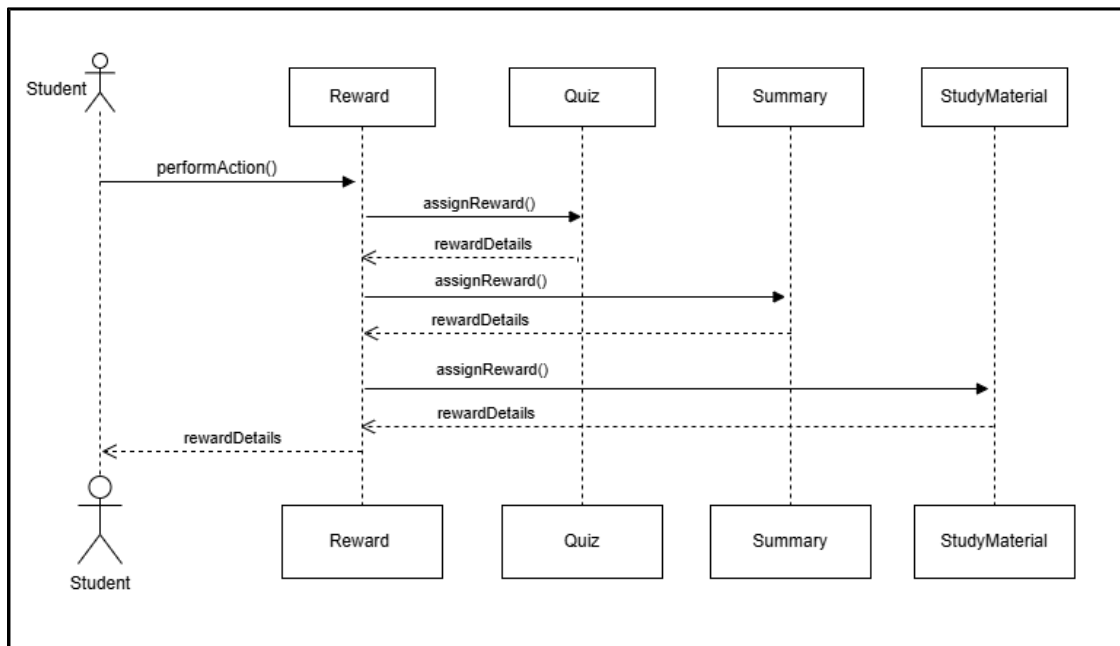 Student
Reward
Quiz
Summary
StudyMaterial
performAction()
assignReward()
rewardDetails
assignReward()
rewardDetails
assignReward()
rewardDetails
rewardDetails
Reward
Quiz
Summary
StudyMaterial
Student